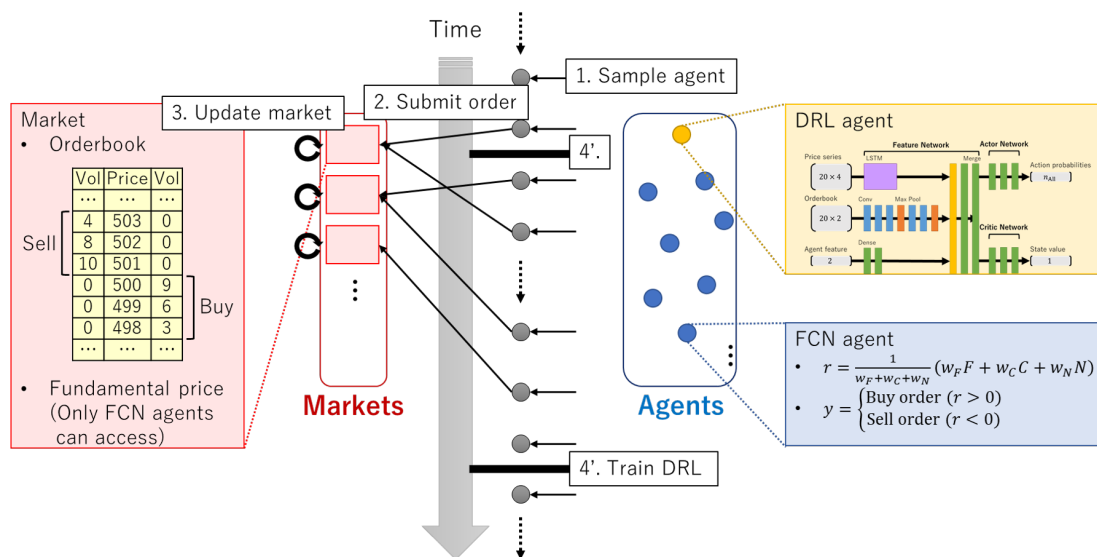 Time
1. Sample agent
2. Submit order
3. Update market
4’.
4’. Train DRL
Market
• Orderbook
Vol Price Vol
… … …
4 503 0
8 502 0
10 501 0
0 500 9
0 499 6
0 498 3
… … …
Sell
Buy
• Fundamental price
(Only FCN agents
can access)
⋮
Markets
⋮
Agents
DRL agent
Feature Network
Actor Network
Price series
LSTM
Merge
Action probabilities
20 × 4
n_All
Orderbook
Conv
Max Pool
20 × 2
Critic Network
Agent feature
Dense
State value
2
1
FCN agent
• r = 1/(w_F+w_C+w_N) (w_F F + w_C C + w_N N)
• y = { Buy order (r > 0)
Sell order (r < 0)